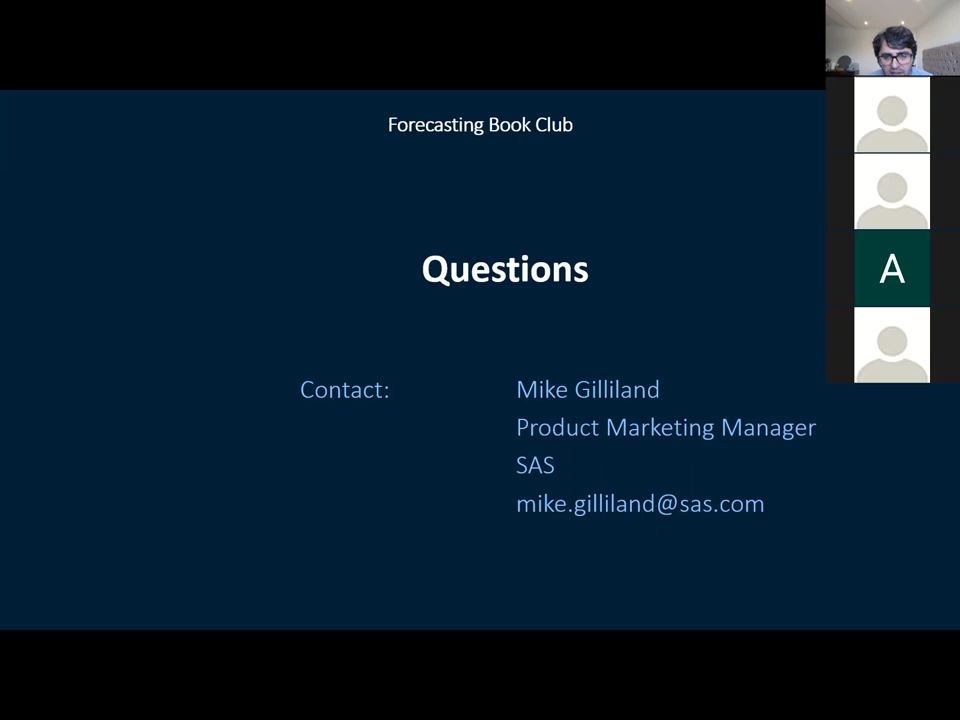 Forecasting Book Club
Questions
Contact: Mike Gilliland
Product Marketing Manager
SAS
mike.gilliland@sas.com
A